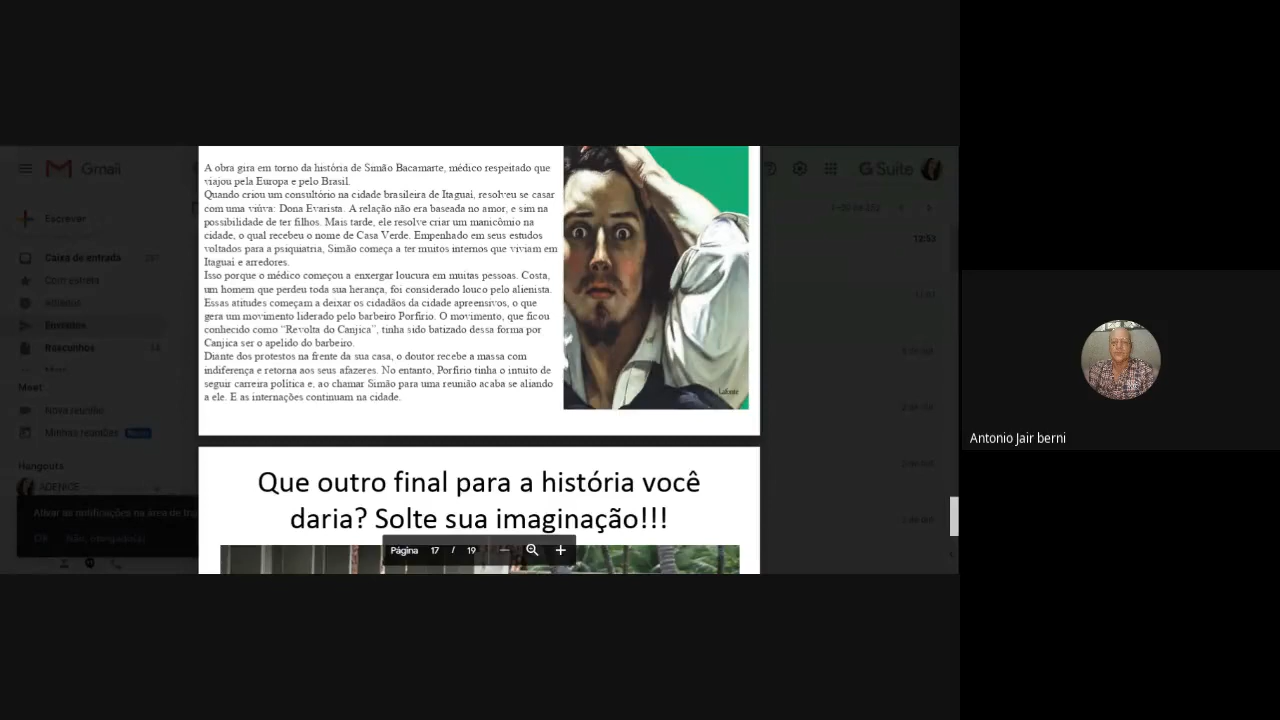 Gmail
G Suite
Escrever
1-50 de 252
Caixa de entrada
Com estrela
Adiados
Enviados
Rascunhos
Meet
Nova reunião
Minhas reuniões
Hangouts
12:53
A obra gira em torno da história de Simão Bacamarte, médico respeitado que
viajou pela Europa e pelo Brasil.
Quando criou um consultório na cidade brasileira de Itaguaí, resolveu se casar
com uma viúva: Dona Evarista. A relação não era baseada no amor, e sim na
possibilidade de ter filhos. Mais tarde, ele resolve criar um manicômio na
cidade, o qual recebeu o nome de Casa Verde. Empenhado em seus estudos
voltados para a psiquiatria, Simão começa a ter muitos internos que viviam em
Itaguaí e arredores.
Isso porque o médico começou a enxergar loucura em muitas pessoas. Costa,
um homem que perdeu toda sua herança, foi considerado louco pelo alienista.
Essas atitudes começam a deixar os cidadãos da cidade apreensivos, o que
gera um movimento liderado pelo barbeiro Porfírio. O movimento, que ficou
conhecido como “Revolta do Canjica”, tinha sido batizado dessa forma por
Canjica ser o apelido do barbeiro.
Diante dos protestos na frente da sua casa, o doutor recebe a massa com
indiferença e retorna aos seus afazeres. No entanto, Porfírio tinha o intuito de
seguir carreira política e, ao chamar Simão para uma reunião acaba se aliando
a ele. E as internações continuam na cidade.
Lafonte
Que outro final para a história você
daria? Solte sua imaginação!!!
Página 17 / 19
Antonio Jair berni